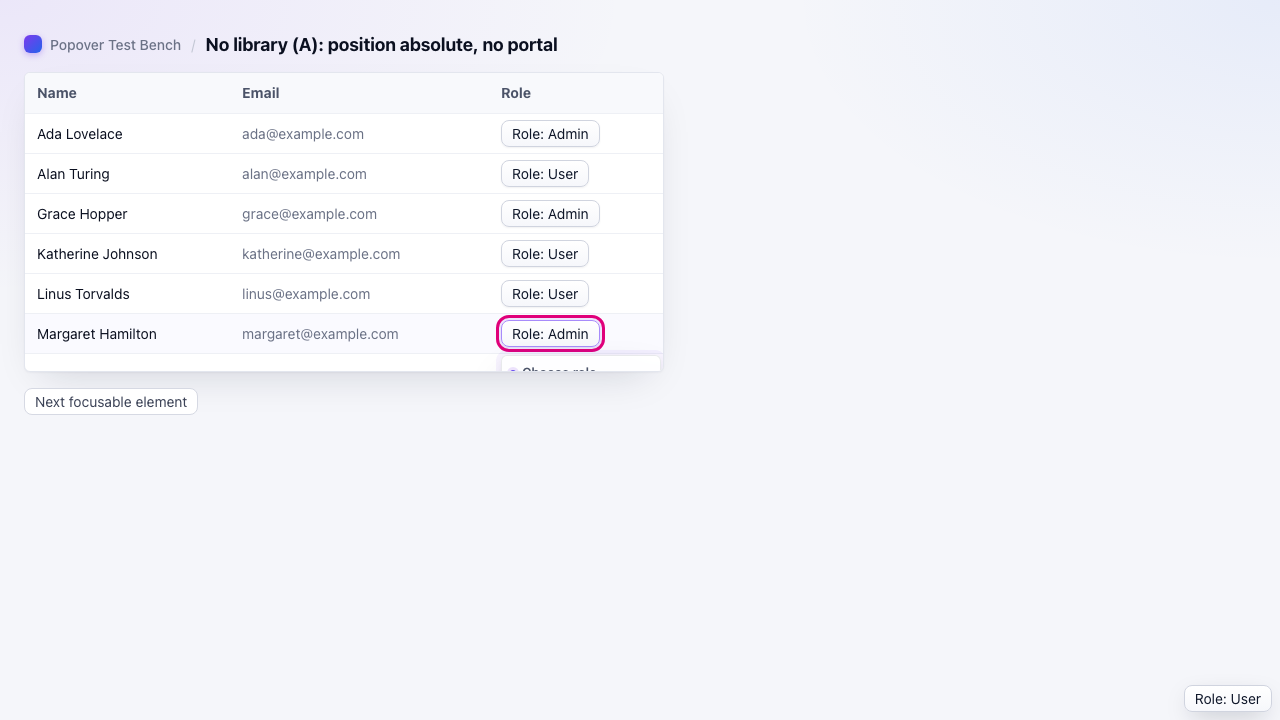 Popover Test Bench / No library (A): position absolute, no portal
Name Email Role
Ada Lovelace ada@example.com Role: Admin
Alan Turing alan@example.com Role: User
Grace Hopper grace@example.com Role: Admin
Katherine Johnson katherine@example.com Role: User
Linus Torvalds linus@example.com Role: User
Margaret Hamilton margaret@example.com Role: Admin
Choose role
Next focusable element
Role: User